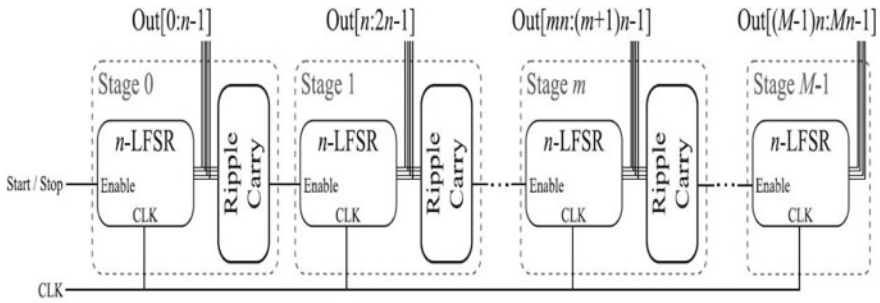 Out[0:n-1]
Out[n:2n-1]
Out[mn:(m+1)n-1]
Out[(M-1)n:Mn-1]
Stage 0
Stage 1
Stage m
Stage M-1
n-LFSR
Ripple
Carry
n-LFSR
Ripple
Carry
n-LFSR
Ripple
Carry
n-LFSR
Start / Stop
Enable
Enable
Enable
Enable
CLK
CLK
CLK
CLK
CLK